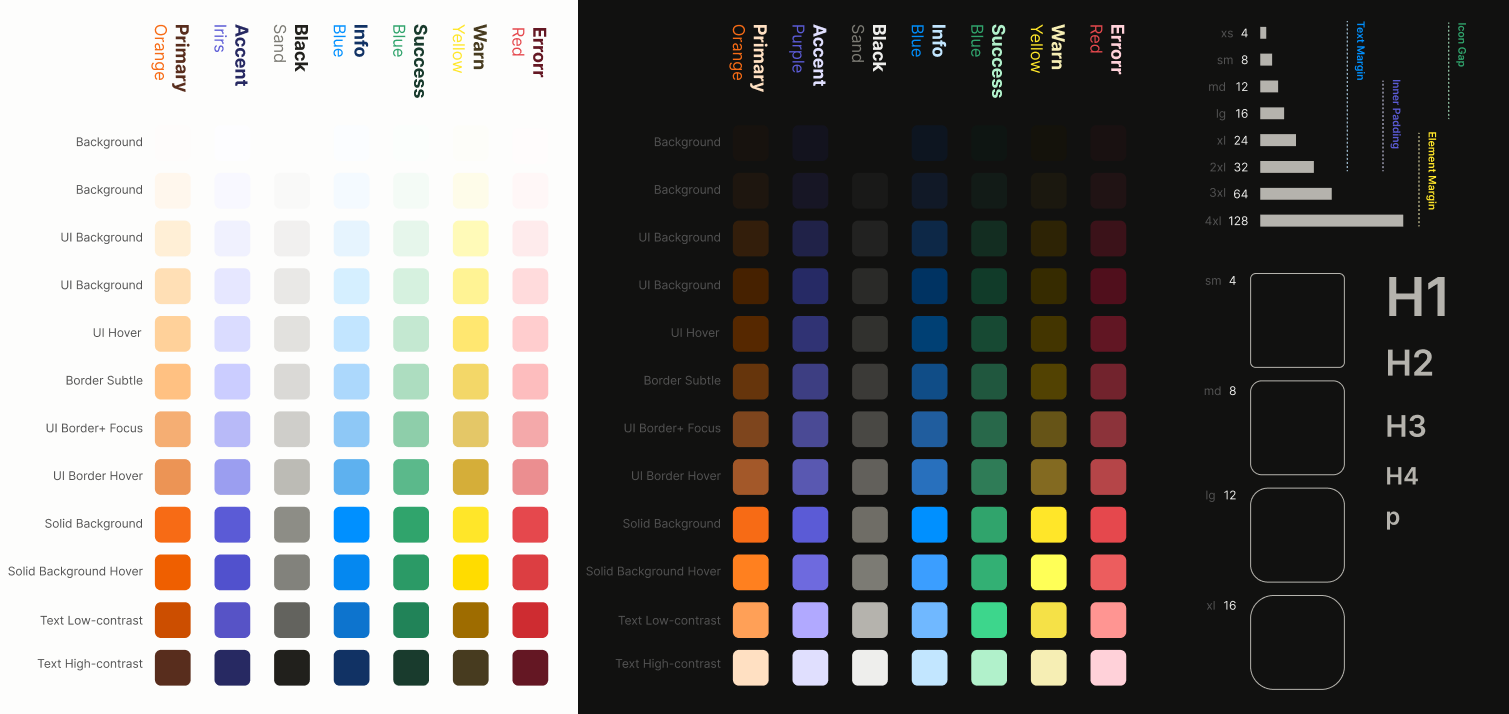 Primary
Orange
Accent
Irirs
Black
Sand
Info
Blue
Success
Blue
Warn
Yellow
Errorr
Red
Background
Background
UI Background
UI Background
UI Hover
Border Subtle
UI Border+ Focus
UI Border Hover
Solid Background
Solid Background Hover
Text Low-contrast
Text High-contrast
Primary
Orange
Accent
Purple
Black
Sand
Info
Blue
Success
Blue
Warn
Yellow
Errorr
Red
Background
Background
UI Background
UI Background
UI Hover
Border Subtle
UI Border+ Focus
UI Border Hover
Solid Background
Solid Background Hover
Text Low-contrast
Text High-contrast
xs 4
sm 8
md 12
lg 16
xl 24
2xl 32
3xl 64
4xl 128
Text Margin
Inner Padding
Element Margin
Icon Gap
sm 4
md 8
lg 12
xl 16
H1
H2
H3
H4
p